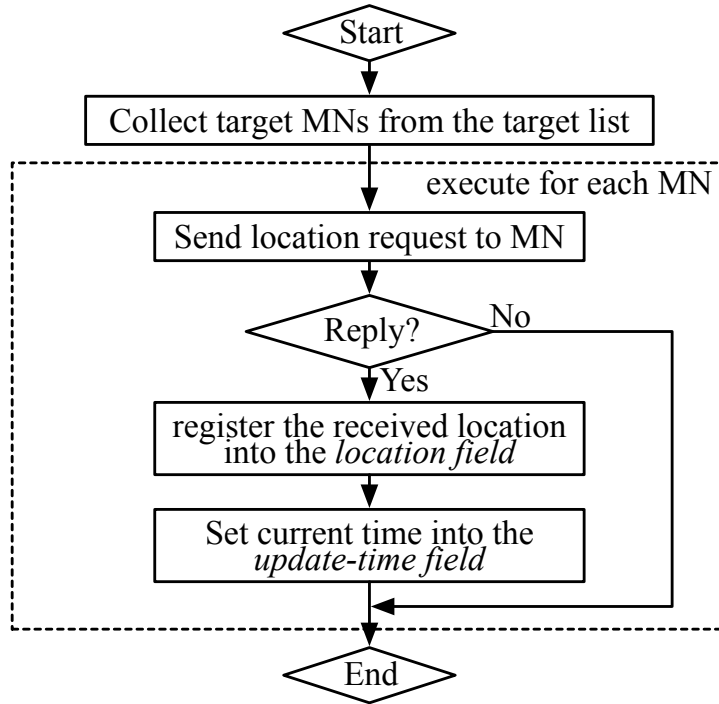 Start
Collect target MNs from the target list
execute for each MN
Send location request to MN
Reply?
No
Yes
register the received location
into the location field
Set current time into the
update-time field
End